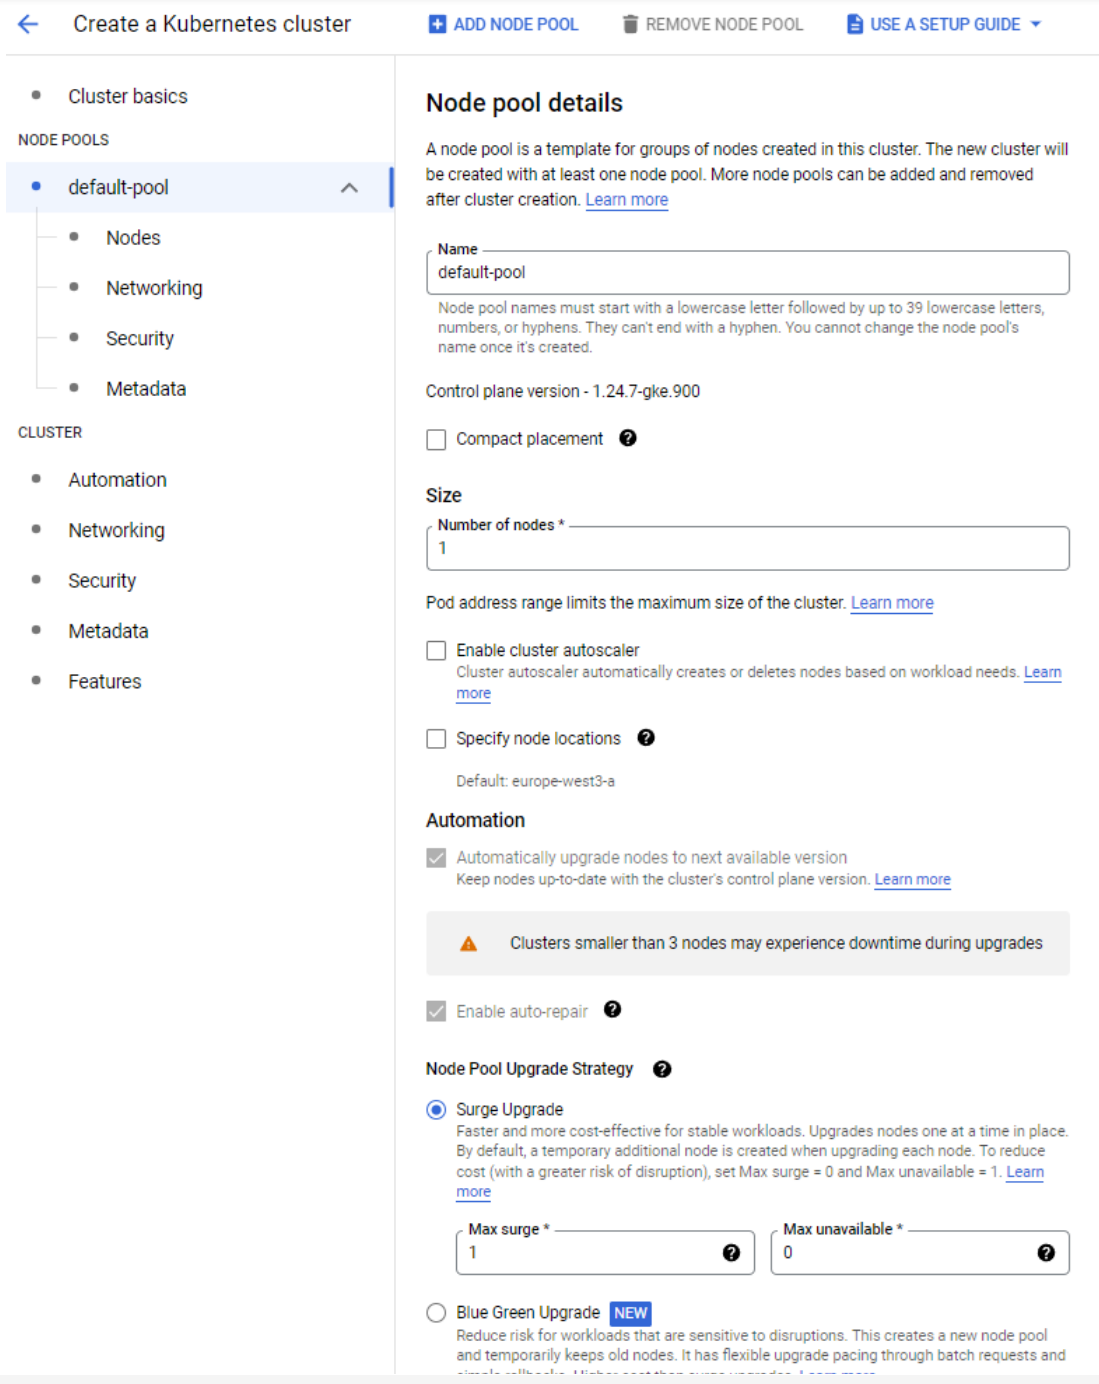 Create a Kubernetes cluster
ADD NODE POOL
REMOVE NODE POOL
USE A SETUP GUIDE
Cluster basics
NODE POOLS
default-pool
Nodes
Networking
Security
Metadata
CLUSTER
Automation
Networking
Security
Metadata
Features
Node pool details
A node pool is a template for groups of nodes created in this cluster. The new cluster will
be created with at least one node pool. More node pools can be added and removed
after cluster creation. Learn more
Name
default-pool
Node pool names must start with a lowercase letter followed by up to 39 lowercase letters,
numbers, or hyphens. They can't end with a hyphen. You cannot change the node pool's
name once it's created.
Control plane version - 1.24.7-gke.900
Compact placement
Size
Number of nodes *
1
Pod address range limits the maximum size of the cluster. Learn more
Enable cluster autoscaler
Cluster autoscaler automatically creates or deletes nodes based on workload needs. Learn
more
Specify node locations
Default: europe-west3-a
Automation
Automatically upgrade nodes to next available version
Keep nodes up-to-date with the cluster's control plane version. Learn more
Clusters smaller than 3 nodes may experience downtime during upgrades
Enable auto-repair
Node Pool Upgrade Strategy
Surge Upgrade
Faster and more cost-effective for stable workloads. Upgrades nodes one at a time in place.
By default, a temporary additional node is created when upgrading each node. To reduce
cost (with a greater risk of disruption), set Max surge = 0 and Max unavailable = 1. Learn
more
Max surge *
1
Max unavailable *
0
Blue Green Upgrade NEW
Reduce risk for workloads that are sensitive to disruptions. This creates a new node pool
and temporarily keeps old nodes. It has flexible upgrade pacing through batch requests and
simple rollbacks. Higher cost than surge upgrades. Learn more